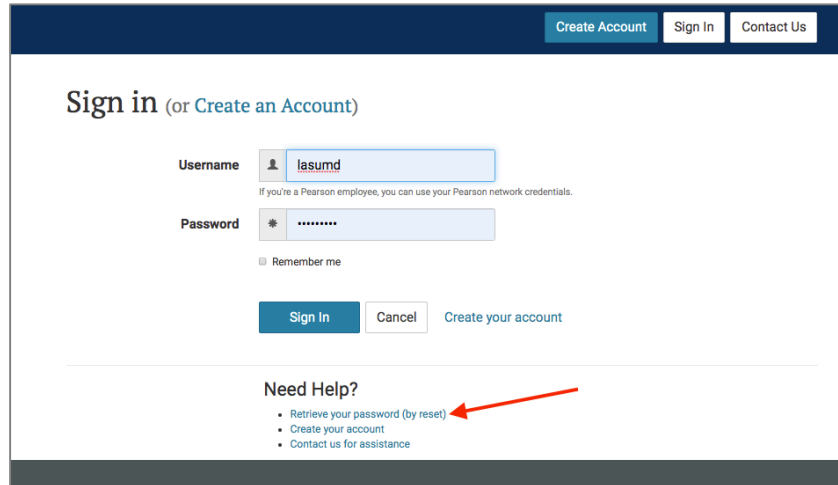 Create Account Sign In Contact Us
Sign in (or Create an Account)
Username lasumd
If you're a Pearson employee, you can use your Pearson network credentials.
Password •••••••••
Remember me
Sign In Cancel Create your account
Need Help?
• Retrieve your password (by reset)
• Create your account
• Contact us for assistance